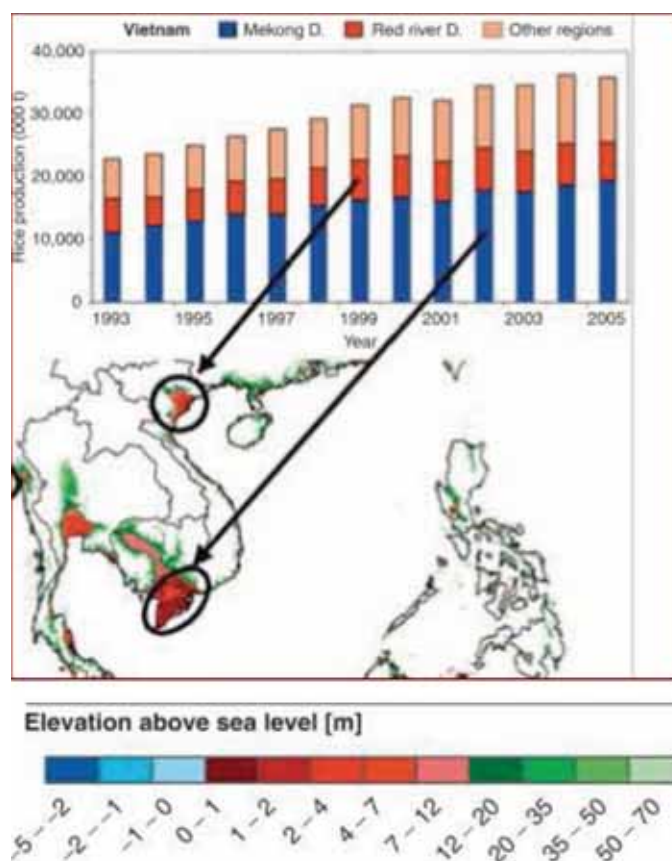 Vietnam Mekong D. Red river D. Other regions
40,000
30,000
20,000
10,000
0
Rice production (000 t)
1993 1995 1997 1999 2001 2003 2005
Year
Elevation above sea level [m]
-5 – -2
-2 – -1
-1 – 0
0 – 1
1 – 2
2 – 4
4 – 7
7 – 12
12 – 20
20 – 35
35 – 50
50 – 70